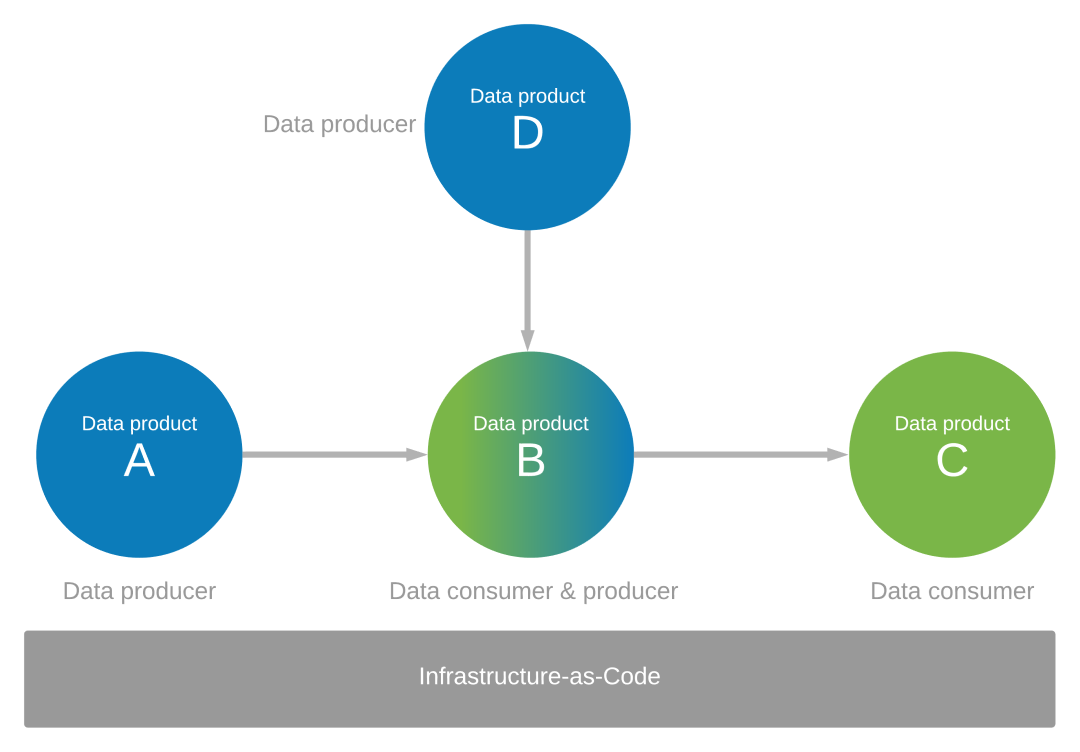 Data product
D
Data producer
Data product
A
Data product
B
Data product
C
Data producer
Data consumer & producer
Data consumer
Infrastructure-as-Code